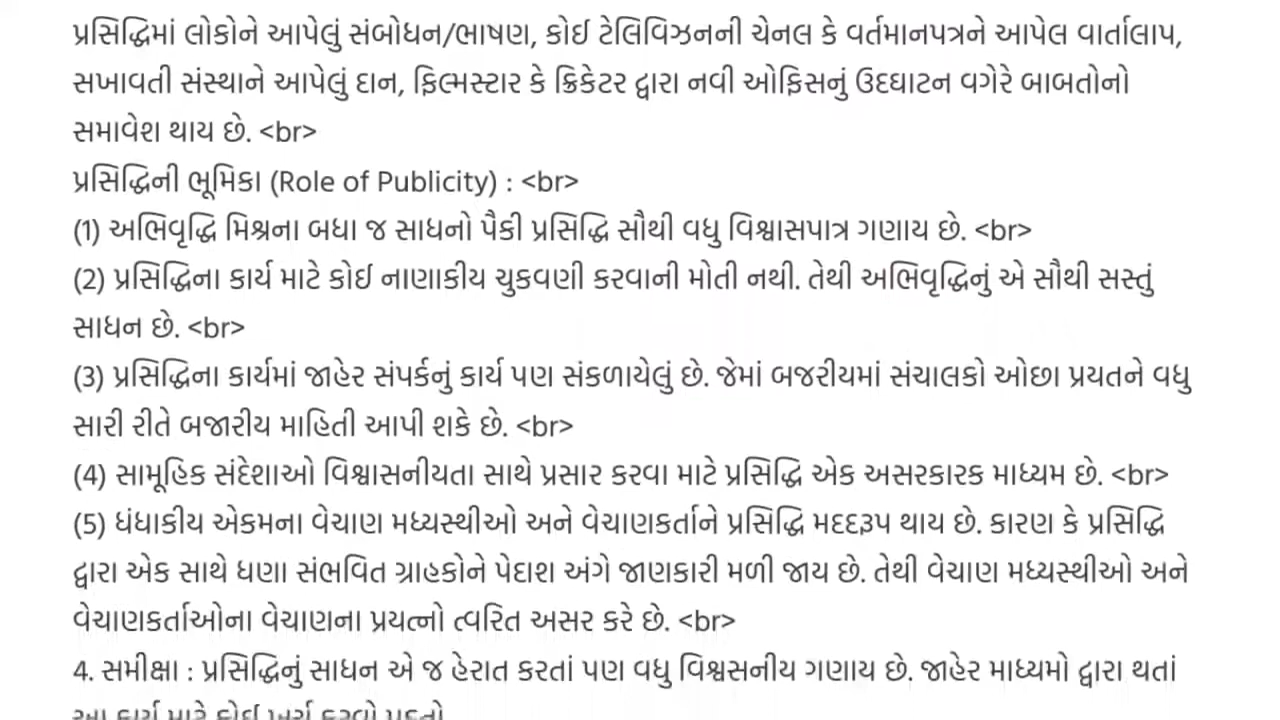 પ્રસિદ્ધિમાં લોકોને આપેલું સંબોધન/ભાષણ, કોઈ ટેલિવિઝનની ચેનલ કે વર્તમાનપત્રને આપેલ વાર્તાલાપ,
સખાવતી સંસ્થાને આપેલું દાન, ફિલ્મસ્ટાર કે ક્રિકેટર દ્વારા નવી ઓફિસનું ઉદઘાટન વગેરે બાબતોનો
સમાવેશ થાય છે. <br>
પ્રસિદ્ધિની ભૂમિકા (Role of Publicity) : <br>
(1) અભિવૃદ્ધિ મિશ્રના બધા જ સાધનો પૈકી પ્રસિદ્ધિ સૌથી વધુ વિશ્વાસપાત્ર ગણાય છે. <br>
(2) પ્રસિદ્ધિના કાર્ય માટે કોઈ નાણાકીય ચુકવણી કરવાની મોતી નથી. તેથી અભિવૃદ્ધિનું એ સૌથી સસ્તું
સાધન છે. <br>
(3) પ્રસિદ્ધિના કાર્યમાં જાહેર સંપર્કનું કાર્ય પણ સંકળાયેલું છે. જેમાં બજરીયમાં સંચાલકો ઓછા પ્રયતને વધુ
સારી રીતે બજારીય માહિતી આપી શકે છે. <br>
(4) સામૂહિક સંદેશાઓ વિશ્વાસનીયતા સાથે પ્રસાર કરવા માટે પ્રસિદ્ધિ એક અસરકારક માધ્યમ છે. <br>
(5) ધંધાકીય એકમના વેચાણ મધ્યસ્થીઓ અને વેચાણકર્તાને પ્રસિદ્ધિ મદદરૂપ થાય છે. કારણ કે પ્રસિદ્ધિ
દ્વારા એક સાથે ધણા સંભવિત ગ્રાહકોને પેદાશ અંગે જાણકારી મળી જાય છે. તેથી વેચાણ મધ્યસ્થીઓ અને
વેચાણકર્તાઓના વેચાણના પ્રયત્નો ત્વરિત અસર કરે છે. <br>
4. સમીક્ષા : પ્રસિદ્ધિનું સાધન એ જ હેરાત કરતાં પણ વધુ વિશ્વસનીય ગણાય છે. જાહેર માધ્યમો દ્વારા થતાં
આ કાર્ય માટે કોઈ ખર્ચ કરવો પડતો